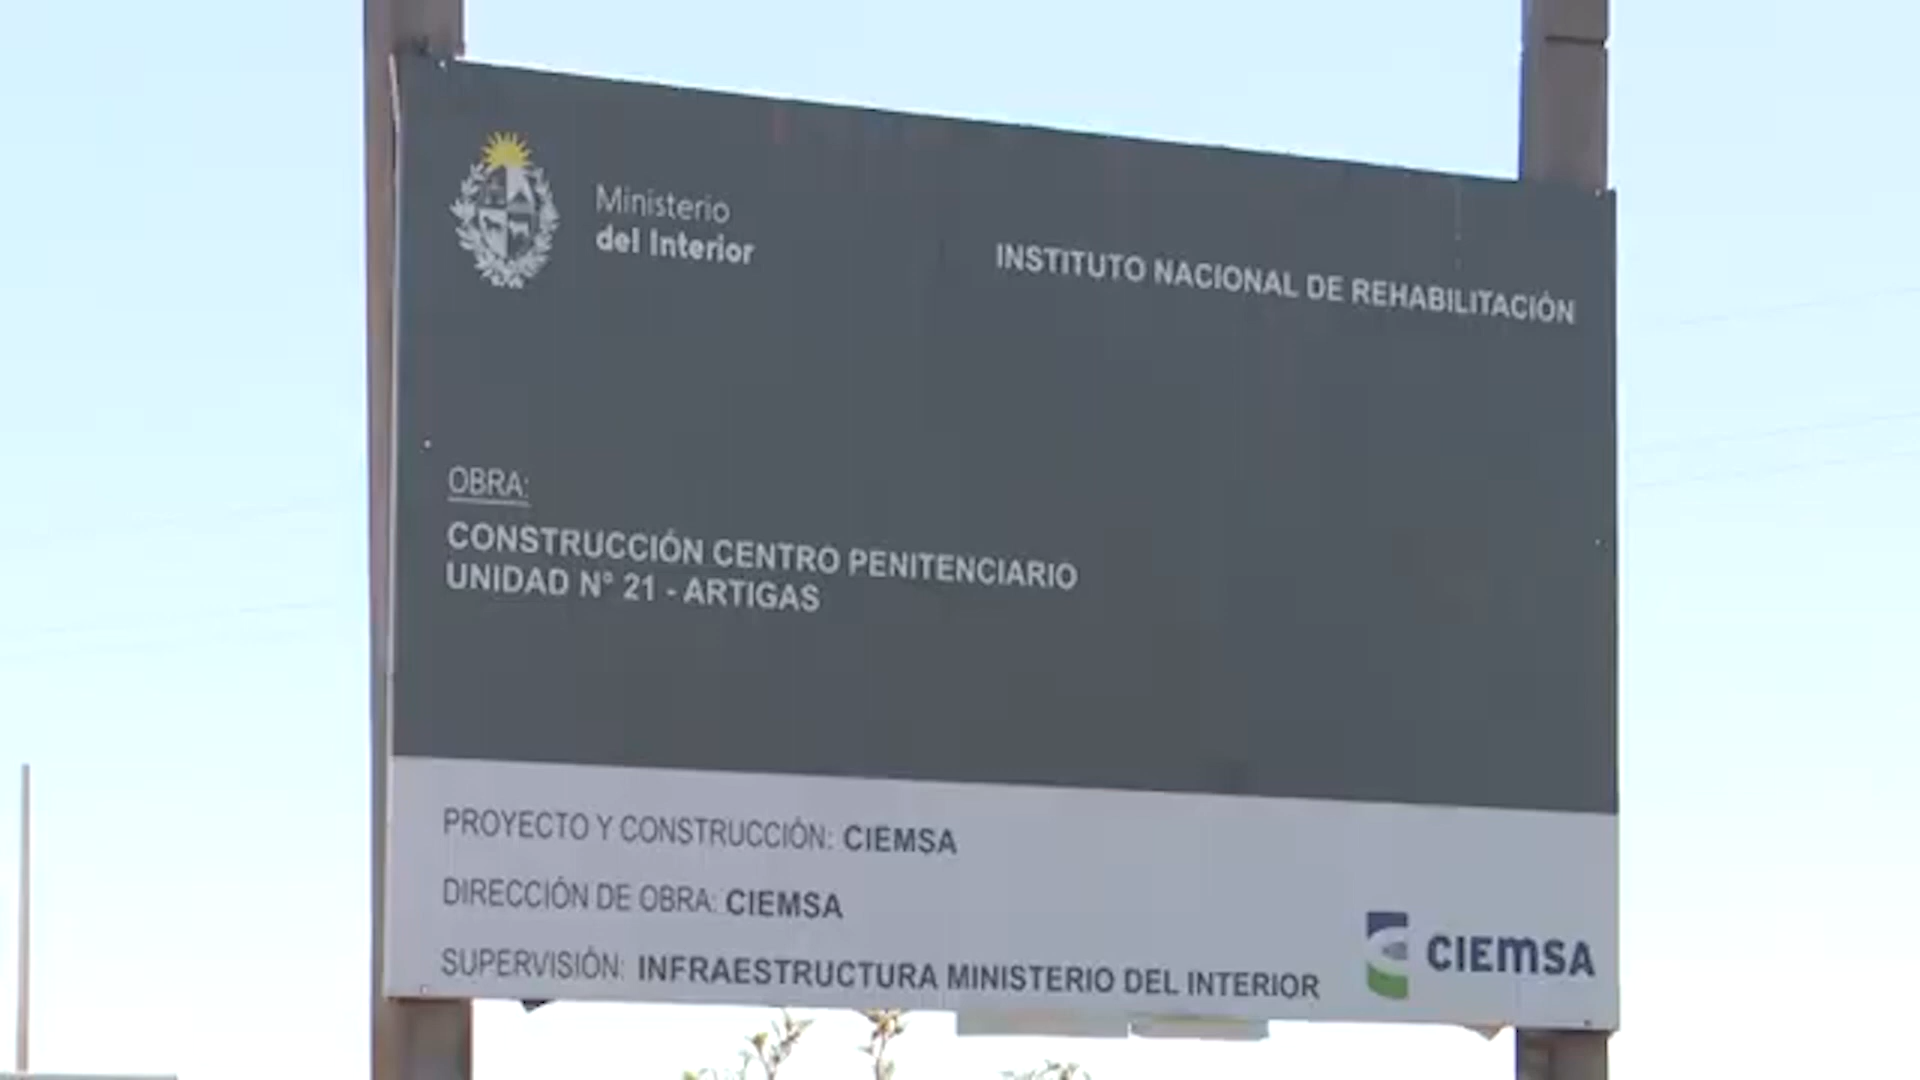 Ministerio
del Interior
INSTITUTO NACIONAL DE REHABILITACIÓN
OBRA:
CONSTRUCCIÓN CENTRO PENITENCIARIO
UNIDAD N° 21 - ARTIGAS
PROYECTO Y CONSTRUCCIÓN: CIEMSA
DIRECCIÓN DE OBRA: CIEMSA
SUPERVISIÓN: INFRAESTRUCTURA MINISTERIO DEL INTERIOR
CIEMSA